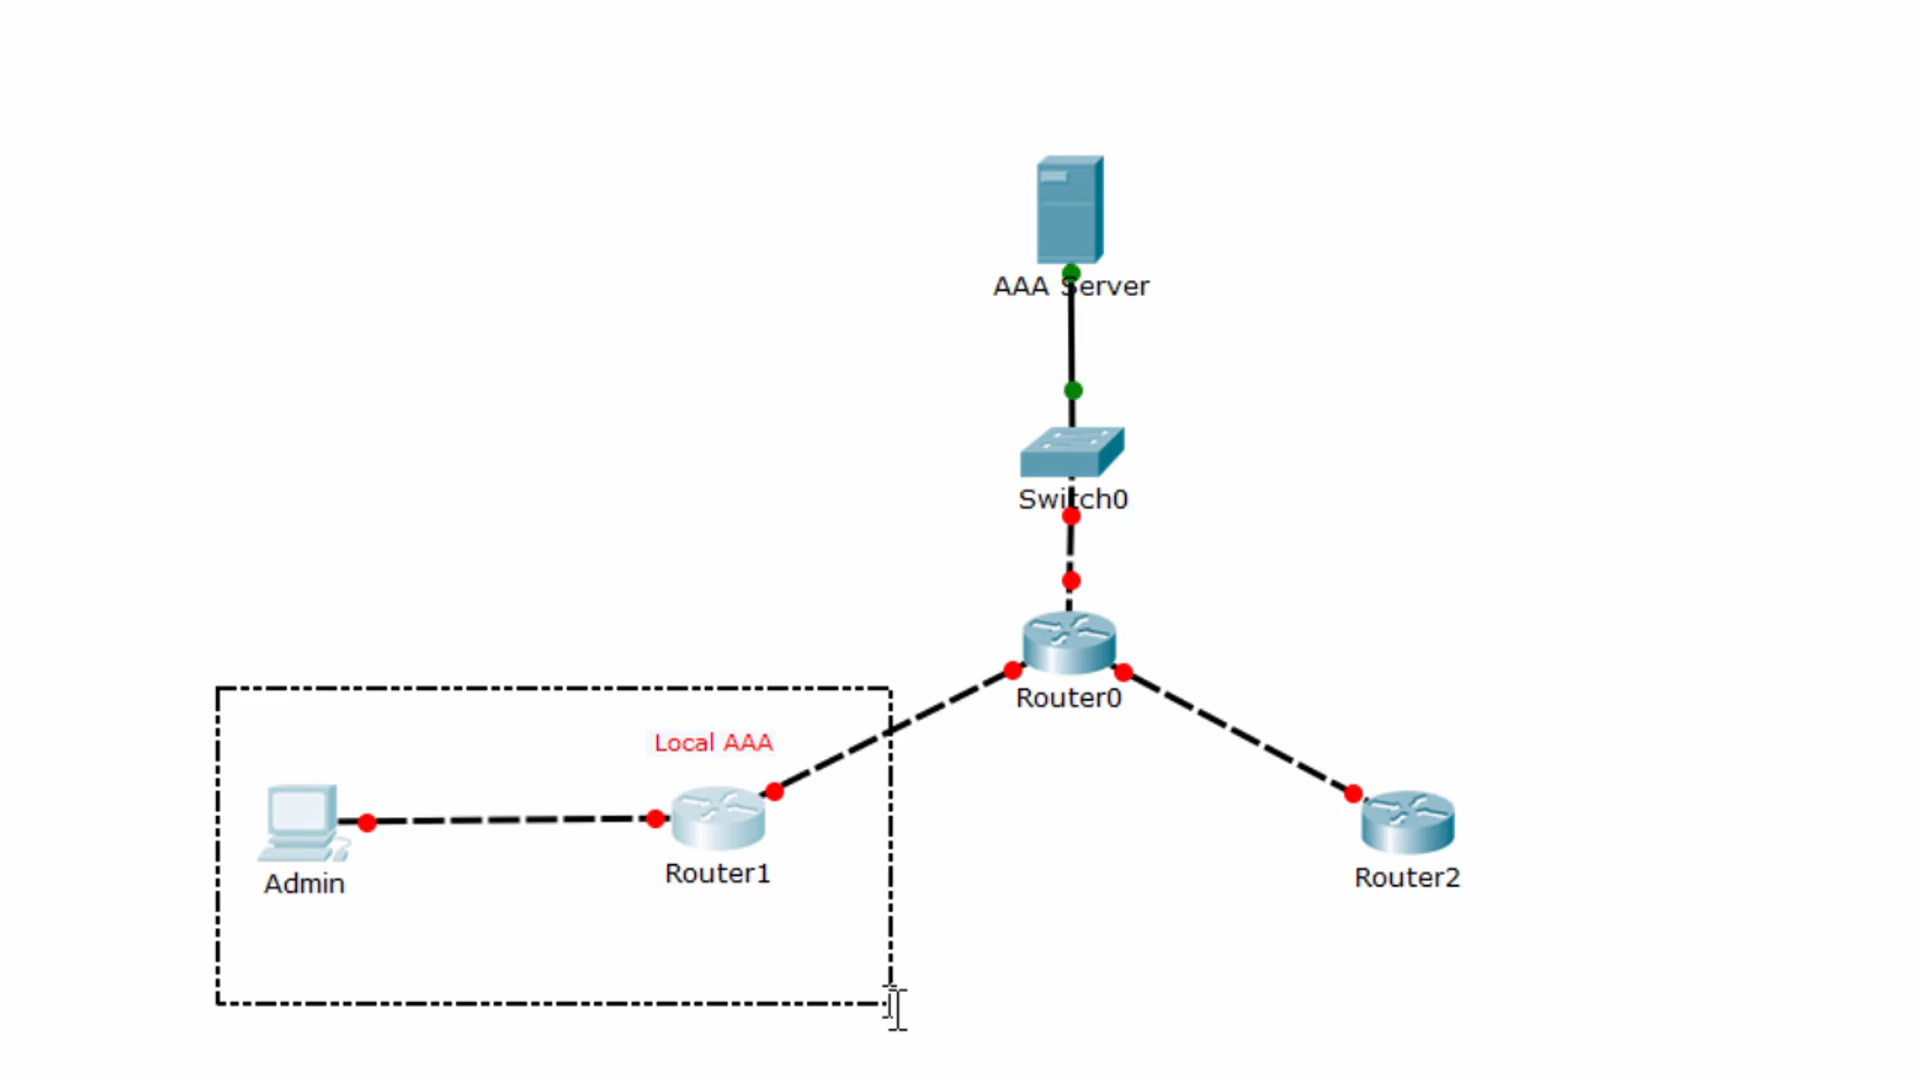 AAA Server
Switch0
Router0
Local AAA
Router1
Admin
Router2